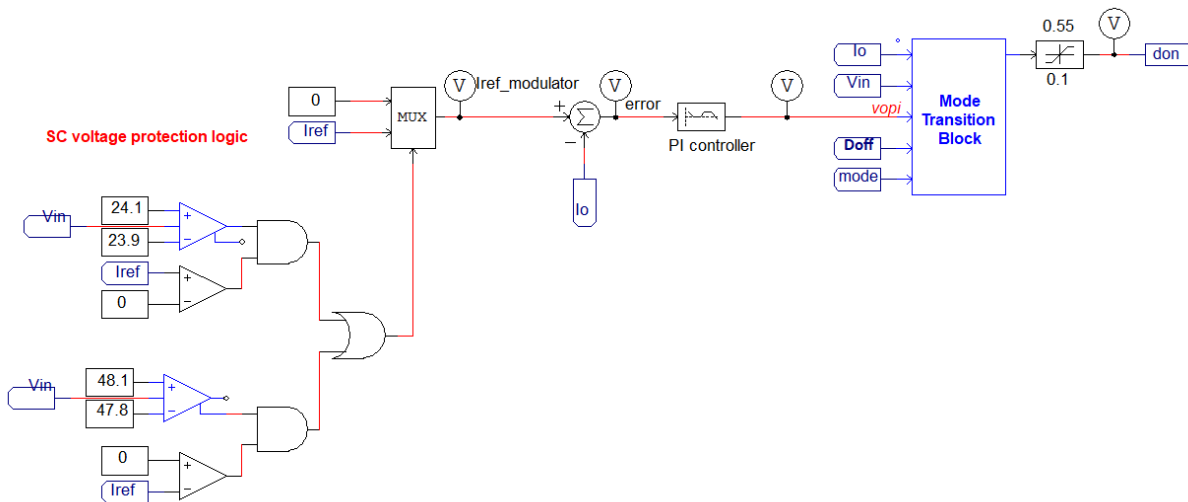 0.55
V
Io
don
0.1
Vin
V
Iref_modulator
V
error
V
0
MUX
+
Σ
−
vopi
Mode
Transition
Block
Iref
PI controller
SC voltage protection logic
Doff
mode
Io
24.1
+
Vin
23.9
−
Iref
+
0
−
48.1
+
Vin
47.8
−
0
+
Iref
−